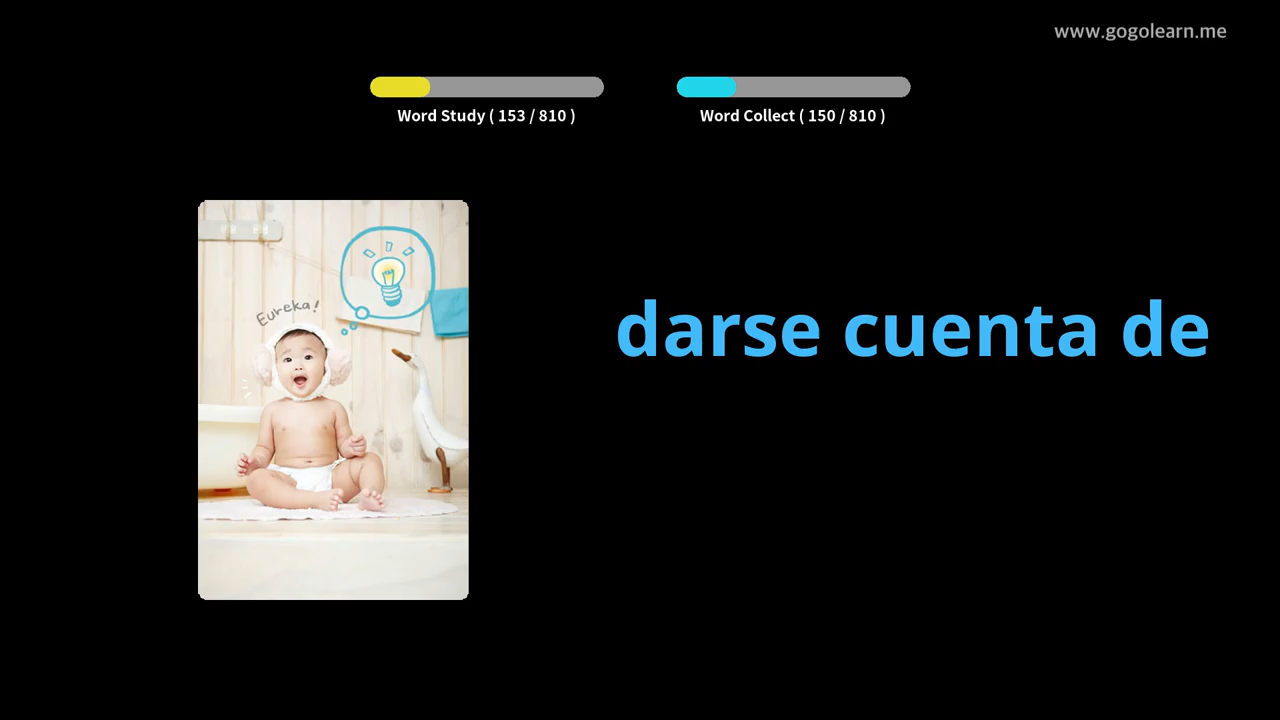 www.gogolearn.me
Word Study ( 153 / 810 )
Word Collect ( 150 / 810 )
Eureka!
darse cuenta de